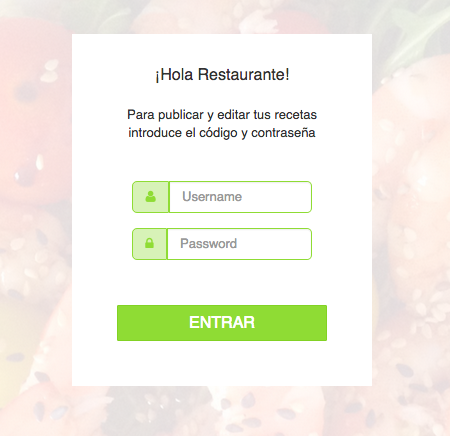 ¡Hola Restaurante!
Para publicar y editar tus recetas
introduce el código y contraseña
Username
Password
ENTRAR